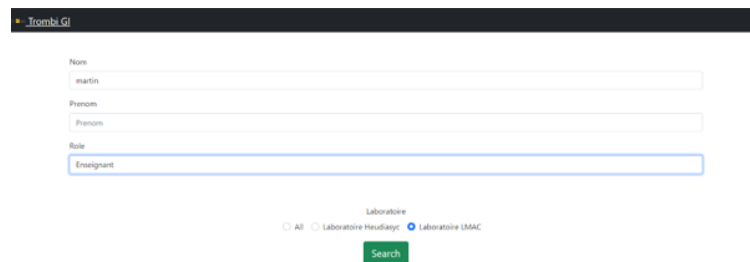 Trombi GI
Nom
martin
Prenom
Prenom
Role
Enseignant
Laboratoire
All Laboratoire Heudiasyc Laboratoire LMAC
Search